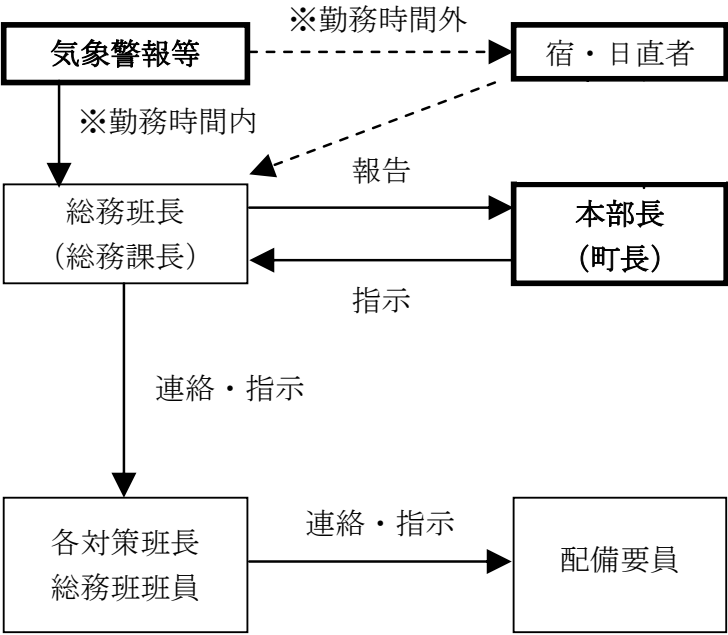 ※勤務時間外
気象警報等
宿・日直者
※勤務時間内
報告
総務班長
（総務課長）
本部長
（町長）
指示
連絡・指示
連絡・指示
各対策班長
総務班班員
配備要員